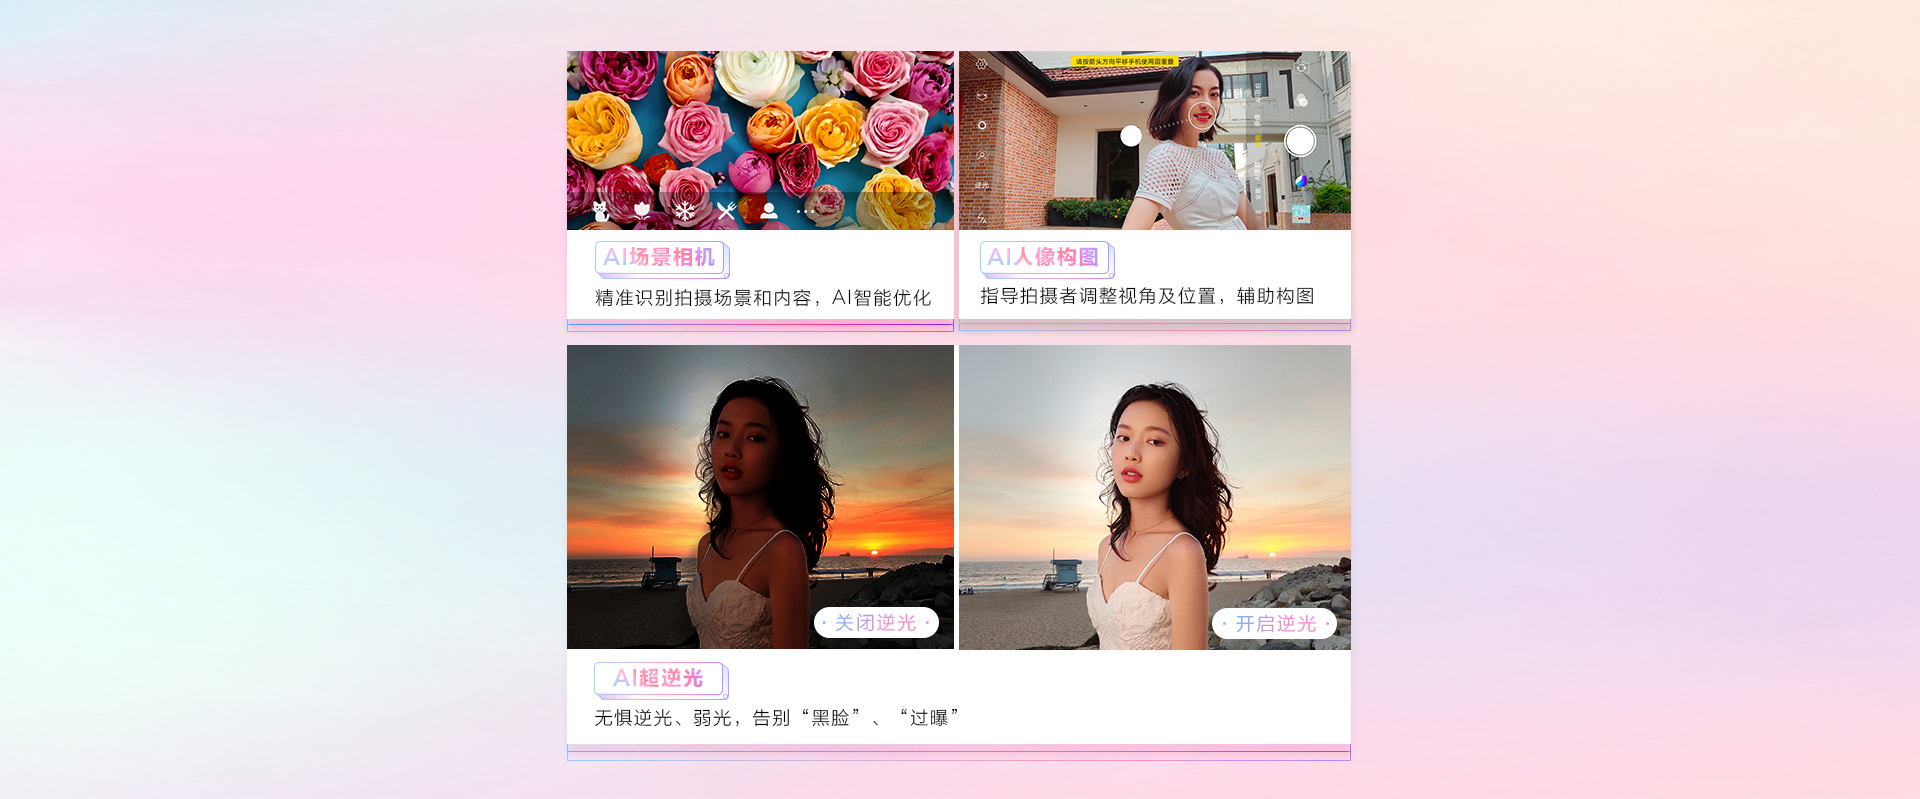 请按箭头方向平移手机使两圆重叠
AI场景相机
精准识别拍摄场景和内容，AI智能优化
AI人像构图
指导拍摄者调整视角及位置，辅助构图
· 关闭逆光 ·
· 开启逆光 ·
AI超逆光
无惧逆光、弱光，告别“黑脸”、“过曝”